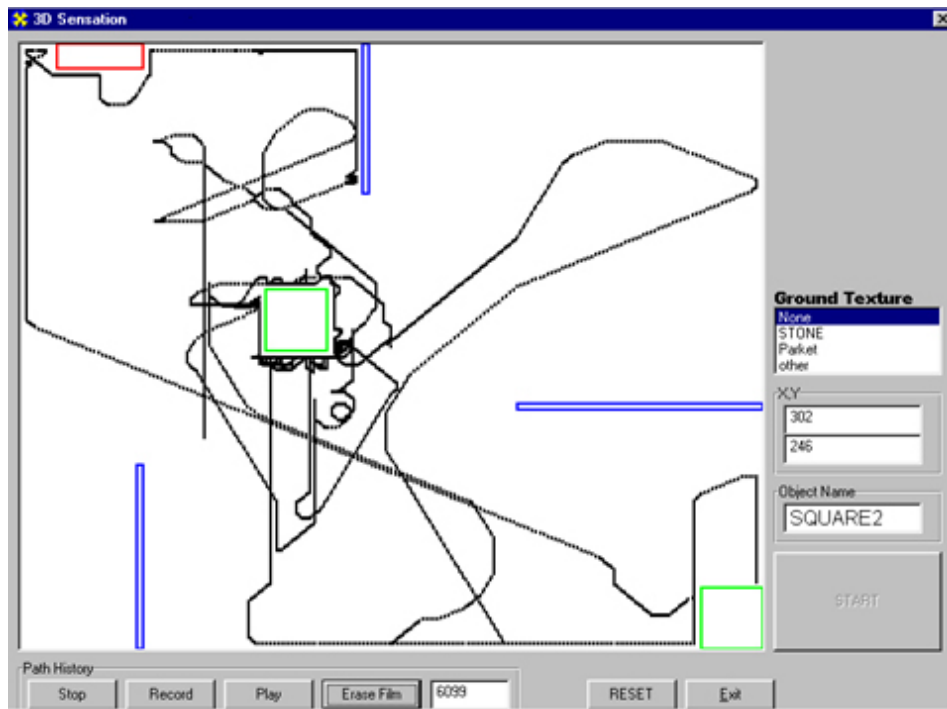 3D Sensation
Ground Texture
None
STONE
Parket
other
X,Y
302
246
Object Name
SQUARE2
START
Path History
Stop
Record
Play
Erase Film
6099
RESET
Exit